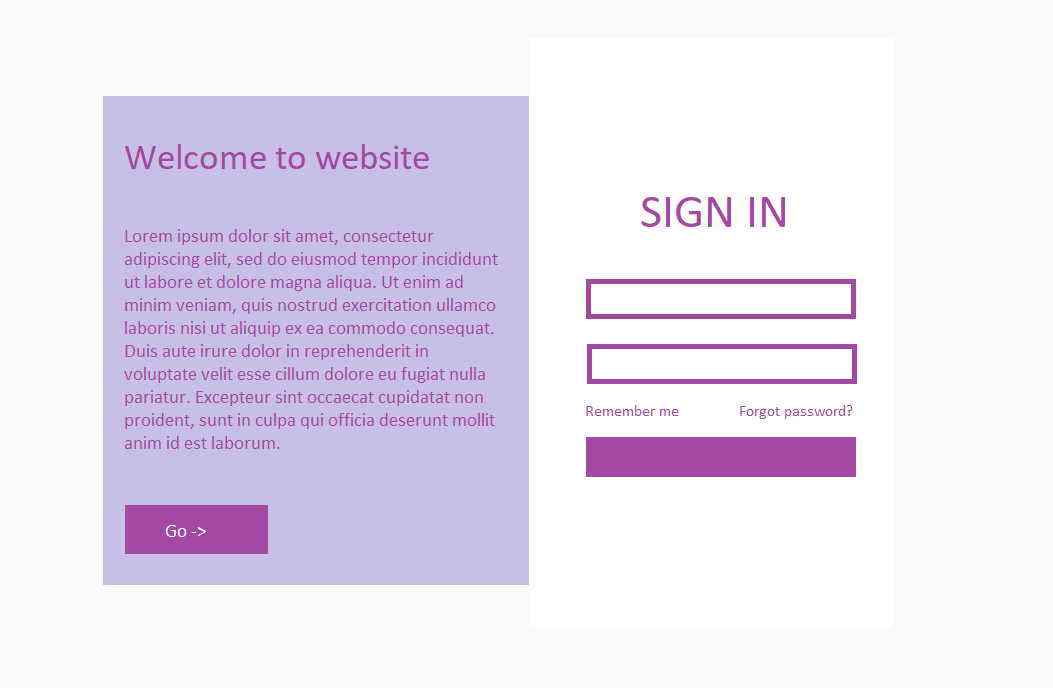 Welcome to website
Lorem ipsum dolor sit amet, consectetur
adipiscing elit, sed do eiusmod tempor incididunt
ut labore et dolore magna aliqua. Ut enim ad
minim veniam, quis nostrud exercitation ullamco
laboris nisi ut aliquip ex ea commodo consequat.
Duis aute irure dolor in reprehenderit in
voluptate velit esse cillum dolore eu fugiat nulla
pariatur. Excepteur sint occaecat cupidatat non
proident, sunt in culpa qui officia deserunt mollit
anim id est laborum.
Go ->
SIGN IN
Remember me
Forgot password?